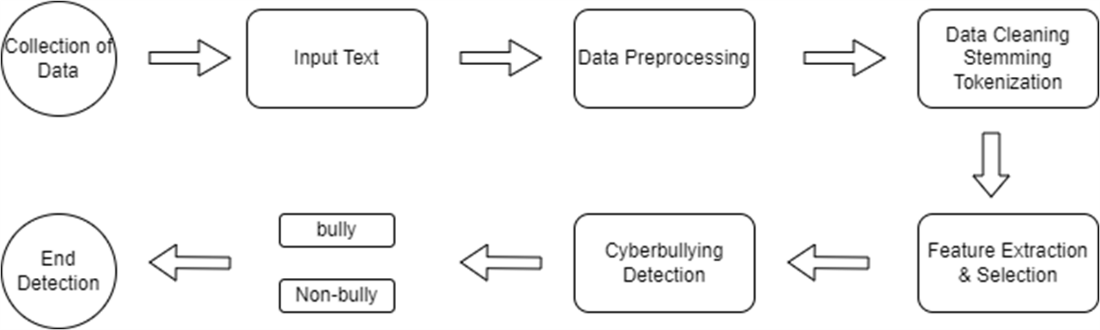 Collection of
Data
Input Text
Data Preprocessing
Data Cleaning
Stemming
Tokenization
Feature Extraction
& Selection
Cyberbullying
Detection
bully
Non-bully
End
Detection